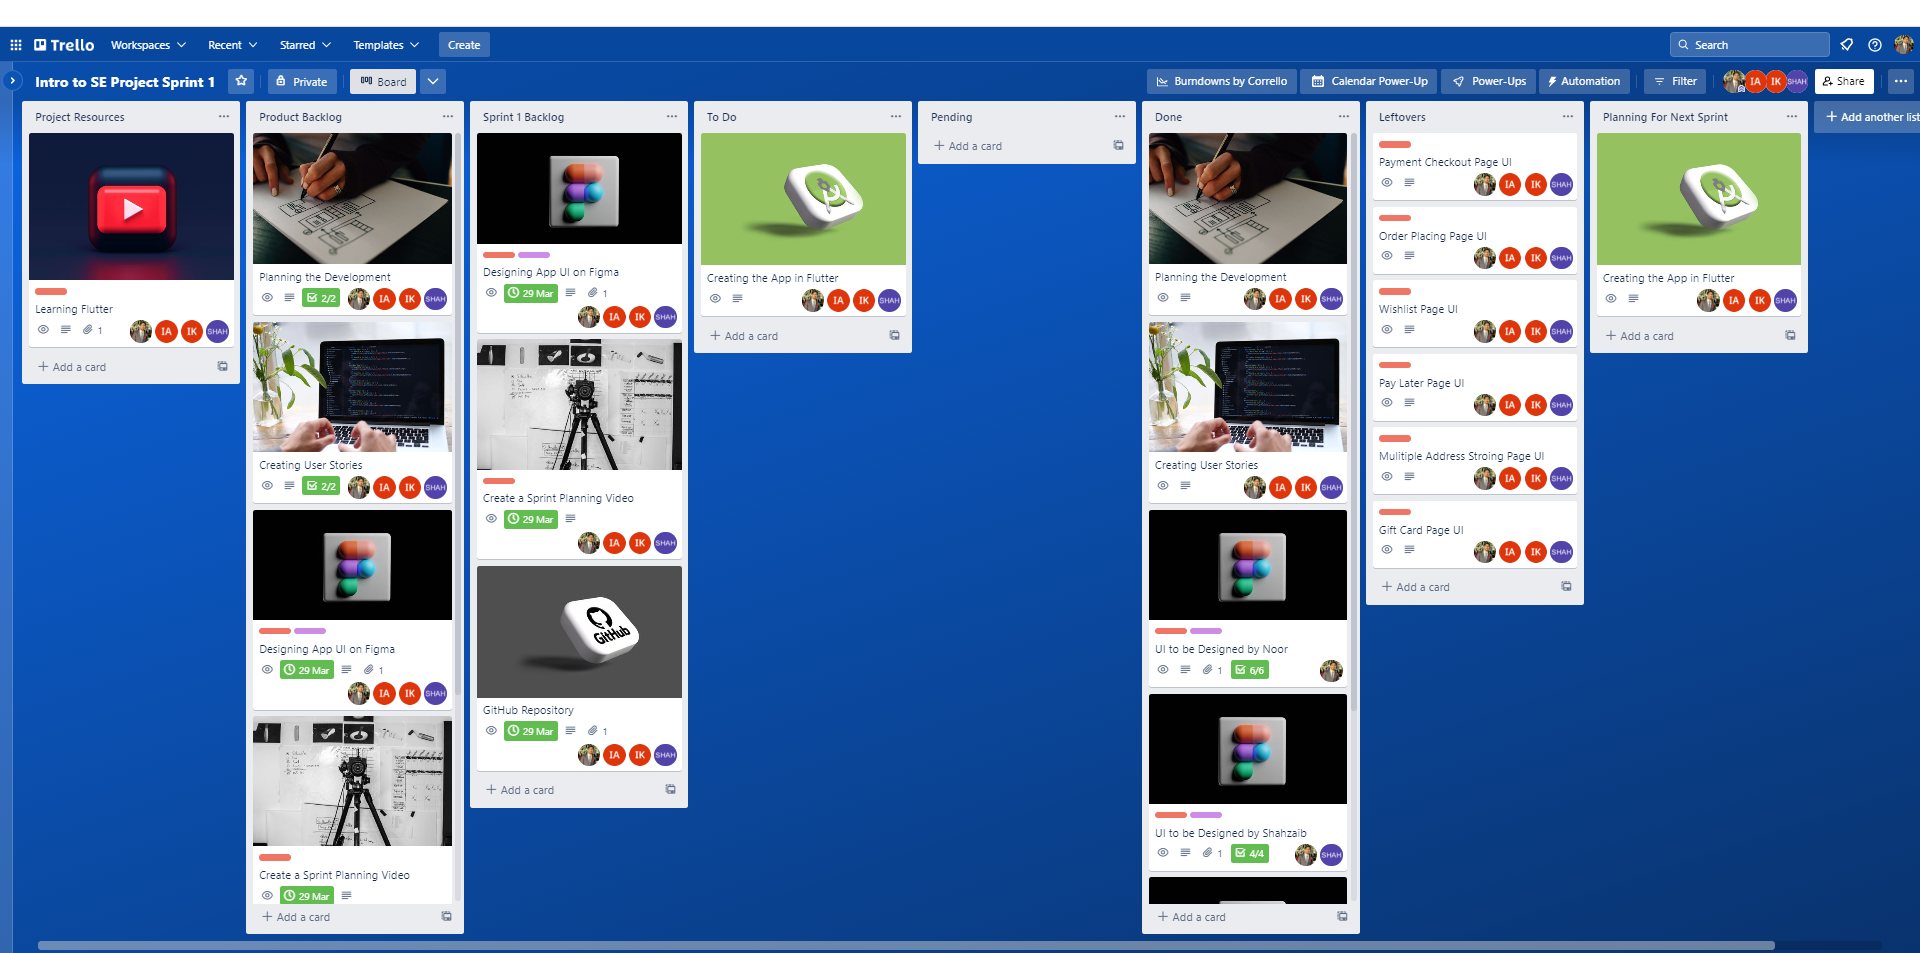 Trello
Workspaces
Recent
Starred
Templates
Create
Search
Intro to SE Project Sprint 1
Private
Board
Burndowns by Corrello
Calendar Power-Up
Power-Ups
Automation
Filter
IA
IK
SHAH
Share
Project Resources
Learning Flutter
1
IA
IK
SHAH
+ Add a card
Product Backlog
Planning the Development
2/2
IA
IK
SHAH
Creating User Stories
2/2
IA
IK
SHAH
Designing App UI on Figma
29 Mar
1
IA
IK
SHAH
Create a Sprint Planning Video
29 Mar
+ Add a card
Sprint 1 Backlog
Designing App UI on Figma
29 Mar
1
IA
IK
SHAH
Create a Sprint Planning Video
29 Mar
IA
IK
SHAH
GitHub
GitHub Repository
29 Mar
1
IA
IK
SHAH
+ Add a card
To Do
Creating the App in Flutter
IA
IK
SHAH
+ Add a card
Pending
+ Add a card
Done
Planning the Development
IA
IK
SHAH
Creating User Stories
IA
IK
SHAH
UI to be Designed by Noor
1
6/6
UI to be Designed by Shahzaib
1
4/4
SHAH
+ Add a card
Leftovers
Payment Checkout Page UI
IA
IK
SHAH
Order Placing Page UI
IA
IK
SHAH
Wishlist Page UI
IA
IK
SHAH
Pay Later Page UI
IA
IK
SHAH
Mulitiple Address Stroing Page UI
IA
IK
SHAH
Gift Card Page UI
IA
IK
SHAH
+ Add a card
Planning For Next Sprint
Creating the App in Flutter
IA
IK
SHAH
+ Add a card
+ Add another list